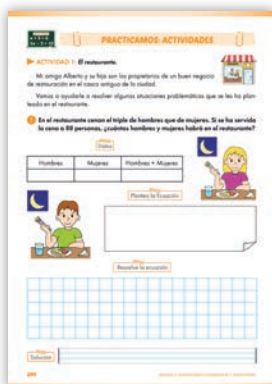 PRACTICAMOS: ACTIVIDADES
ACTIVIDAD 1: El restaurante.
Mi amigo Alberto y su hija son los propietarios de un buen negocio
de restauración en el casco antiguo de la ciudad.
Vamos a ayudarle a resolver algunas situaciones problemáticas que se les ha plan-
teado en el restaurante.
1 En el restaurante cenan el triple de hombres que de mujeres. Si se ha servido
la cena a 88 personas, ¿cuántos hombres y mujeres habrá en el restaurante?
Datos
Hombres Mujeres Hombres + Mujeres
Plantea la Ecuación
Resuelve la ecuación
Solución